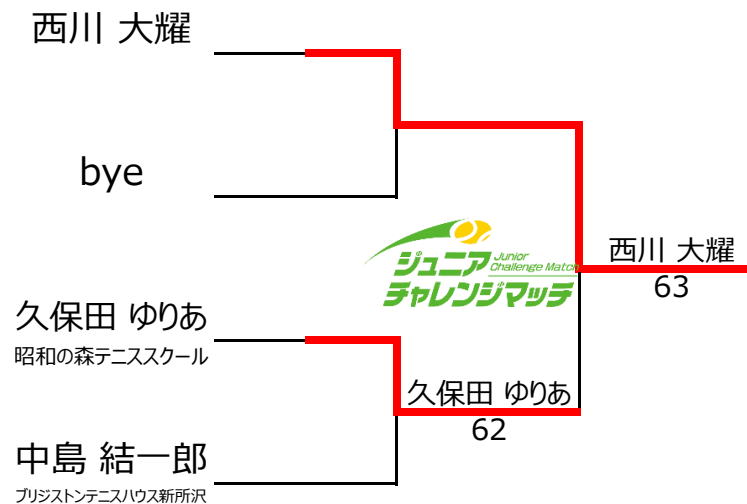 西川 大耀
bye
Junior
Challenge Match
ジュニア
チャレンジマッチ
西川 大耀
63
久保田 ゆりあ
昭和の森テニススクール
久保田 ゆりあ
62
中島 結一郎
ブリジストンテニスハウス新所沢